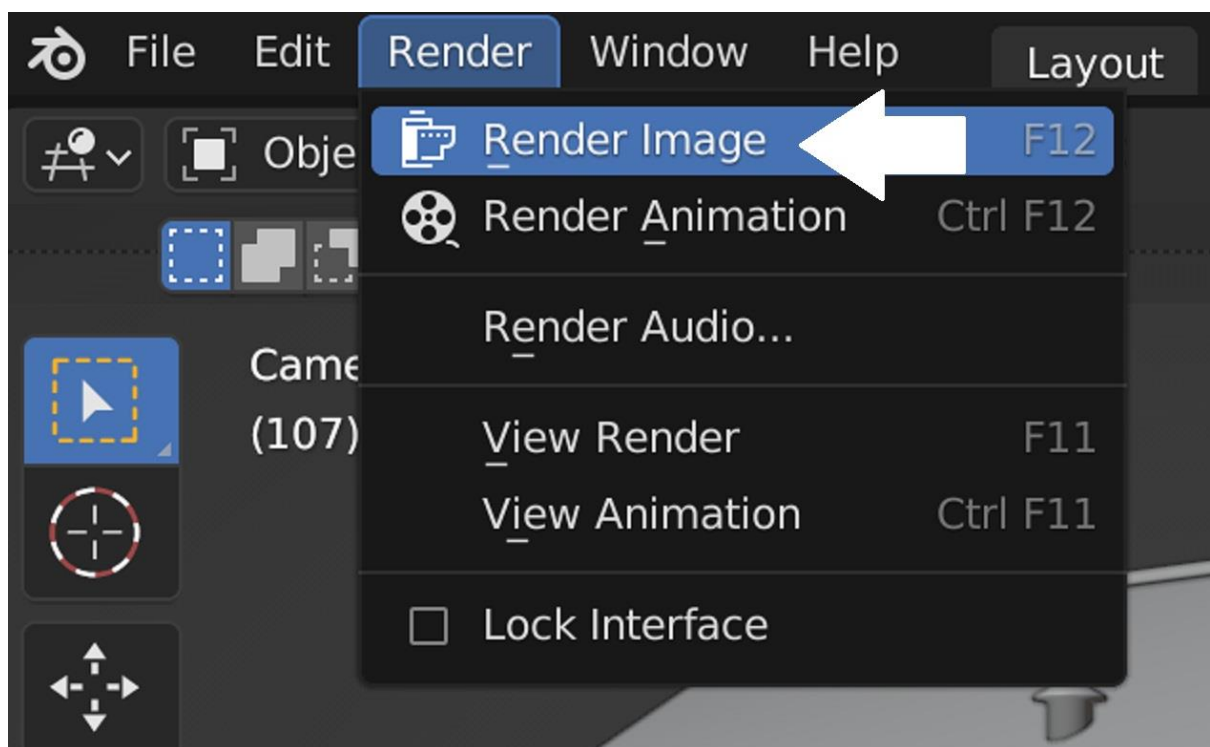 File Edit Render Window Help Layout
Obje
Render Image F12
Render Animation Ctrl F12
Render Audio...
Came
(107)
View Render F11
View Animation Ctrl F11
Lock Interface